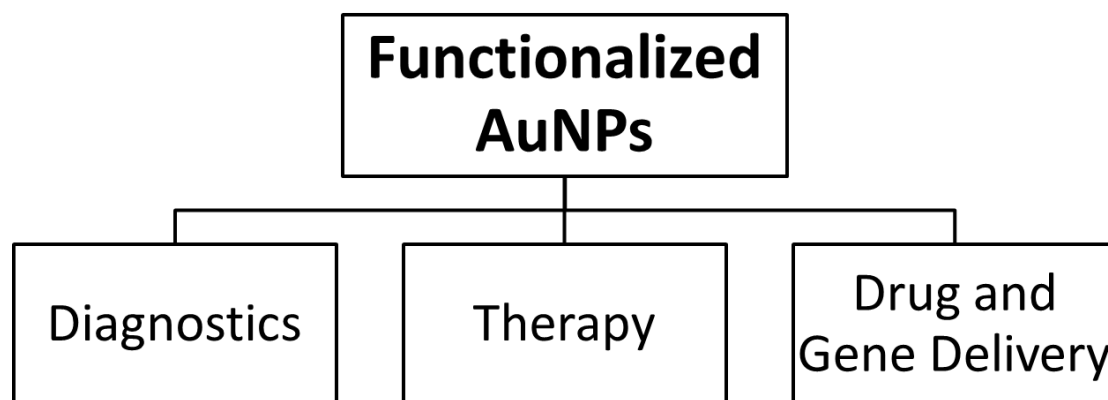 Functionalized
AuNPs
Diagnostics
Therapy
Drug and
Gene Delivery